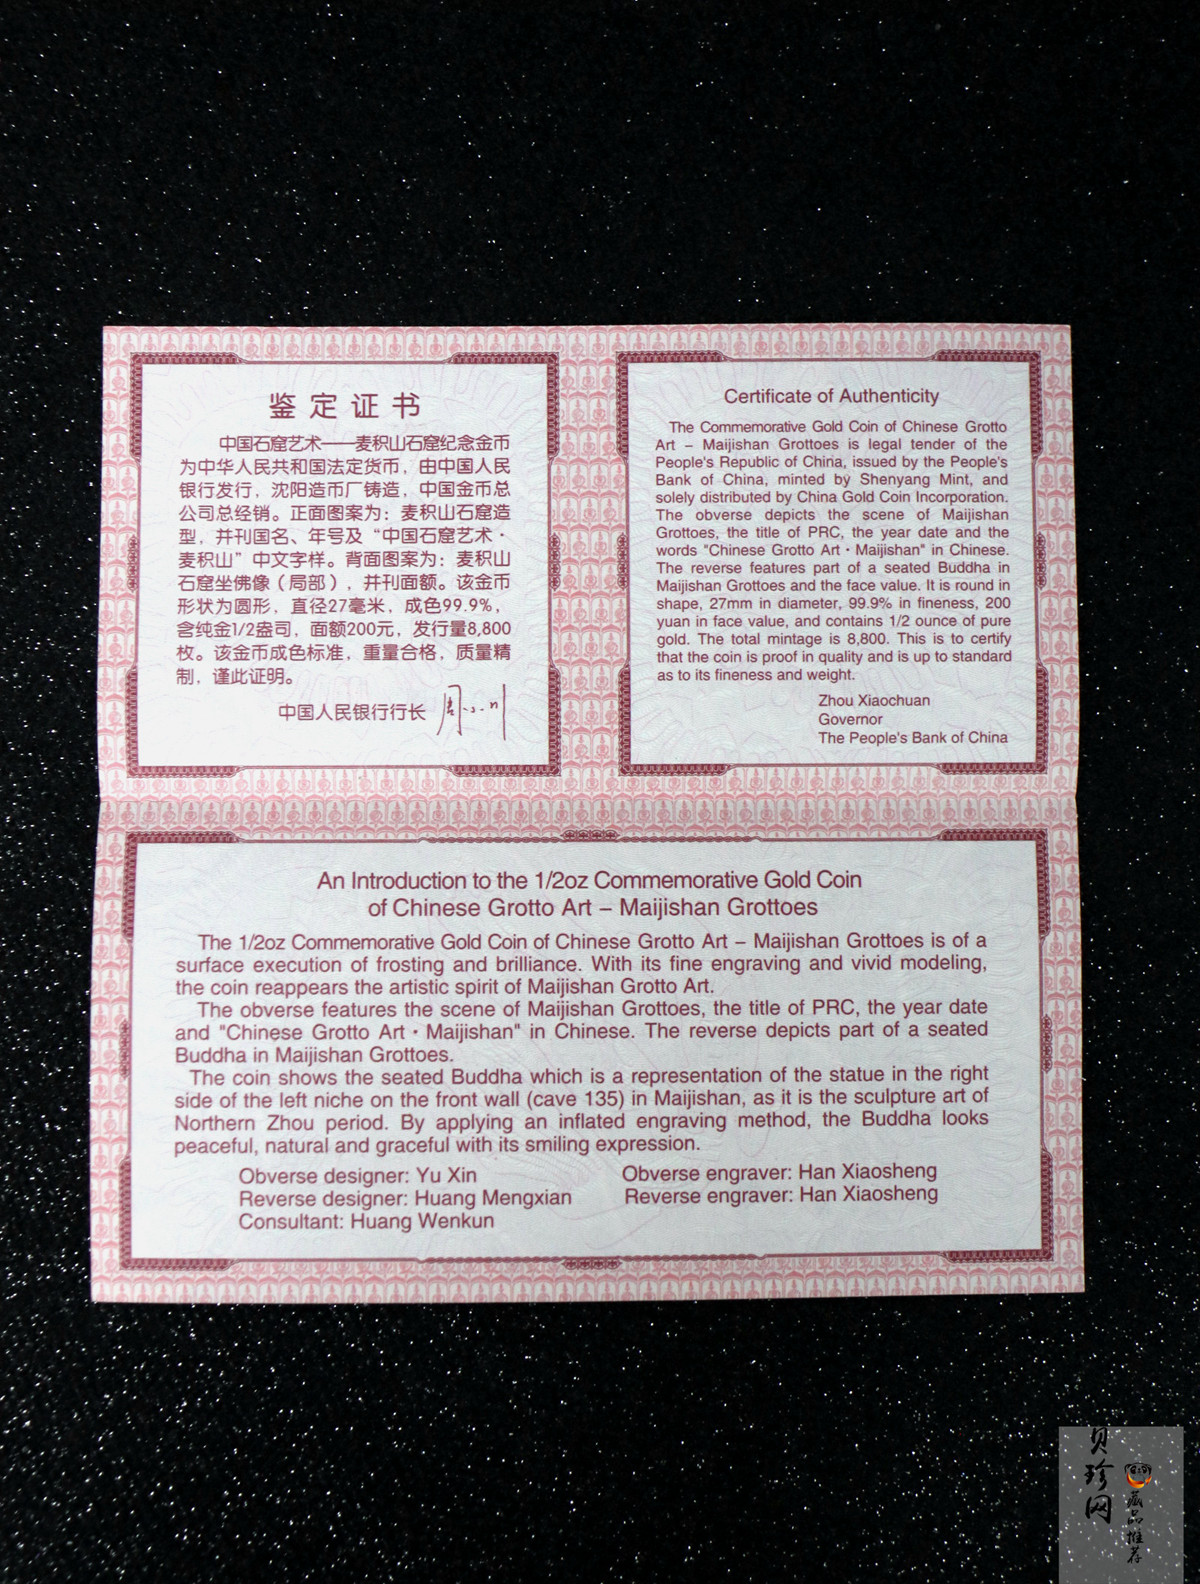 鉴定证书
中国石窟艺术——麦积山石窟纪念金币
为中华人民共和国法定货币，由中国人民
银行发行，沈阳造币厂铸造，中国金币总
公司总经销。正面图案为：麦积山石窟造
型，并刊国名、年号及“中国石窟艺术·
麦积山”中文字样。背面图案为：麦积山
石窟坐佛像（局部），并刊面额。该金币
形状为圆形，直径27毫米，成色99.9%，
含纯金1/2盎司，面额200元，发行量8,800
枚。该金币成色标准，重量合格，质量精
制，谨此证明。
中国人民银行行长 周小川
Certificate of Authenticity
The Commemorative Gold Coin of Chinese Grotto
Art – Maijishan Grottoes is legal tender of the
People's Republic of China, issued by the People's
Bank of China, minted by Shenyang Mint, and
solely distributed by China Gold Coin Incorporation.
The obverse depicts the scene of Maijishan
Grottoes, the title of PRC, the year date and the
words "Chinese Grotto Art · Maijishan" in Chinese.
The reverse features part of a seated Buddha in
Maijishan Grottoes and the face value. It is round in
shape, 27mm in diameter, 99.9% in fineness, 200
yuan in face value, and contains 1/2 ounce of pure
gold. The total mintage is 8,800. This is to certify
that the coin is proof in quality and is up to standard
as to its fineness and weight.
Zhou Xiaochuan
Governor
The People's Bank of China
An Introduction to the 1/2oz Commemorative Gold Coin
of Chinese Grotto Art – Maijishan Grottoes
The 1/2oz Commemorative Gold Coin of Chinese Grotto Art – Maijishan Grottoes is of a
surface execution of frosting and brilliance. With its fine engraving and vivid modeling,
the coin reappears the artistic spirit of Maijishan Grotto Art.
The obverse features the scene of Maijishan Grottoes, the title of PRC, the year date
and "Chinese Grotto Art · Maijishan" in Chinese. The reverse depicts part of a seated
Buddha in Maijishan Grottoes.
The coin shows the seated Buddha which is a representation of the statue in the right
side of the left niche on the front wall (cave 135) in Maijishan, as it is the sculpture art of
Northern Zhou period. By applying an inflated engraving method, the Buddha looks
peaceful, natural and graceful with its smiling expression.
Obverse designer: Yu Xin Obverse engraver: Han Xiaosheng
Reverse designer: Huang Mengxian Reverse engraver: Han Xiaosheng
Consultant: Huang Wenkun
贝珍网
藏品推荐